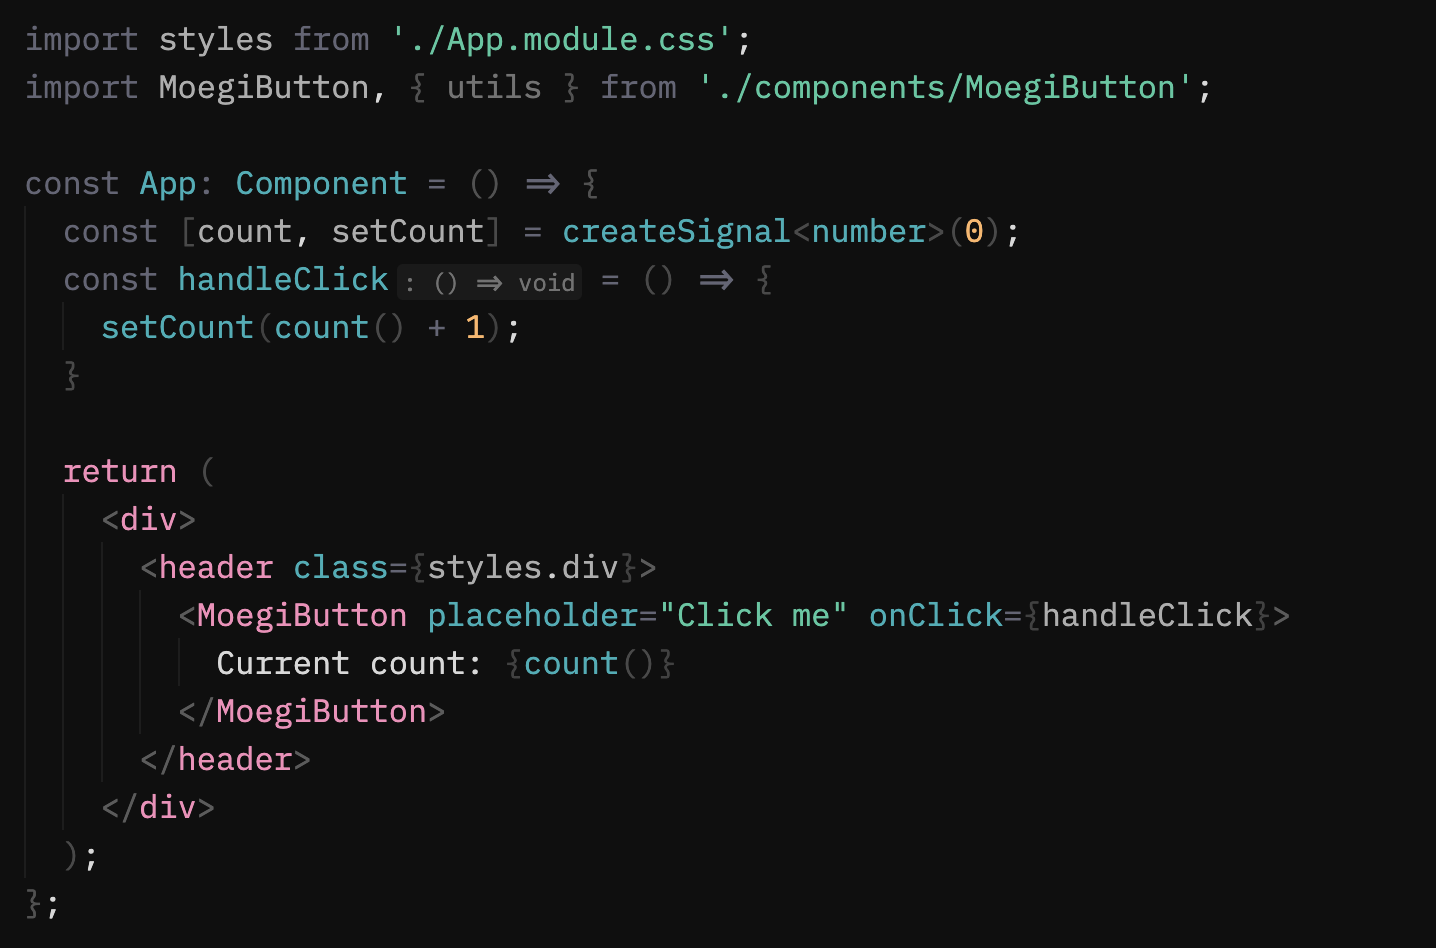 import styles from './App.module.css';
import MoegiButton, { utils } from './components/MoegiButton';

const App: Component = () => {
  const [count, setCount] = createSignal<number>(0);
  const handleClick: () => void = () => {
    setCount(count() + 1);
  }

  return (
    <div>
      <header class={styles.div}>
        <MoegiButton placeholder="Click me" onClick={handleClick}>
          Current count: {count()}
        </MoegiButton>
      </header>
    </div>
  );
};